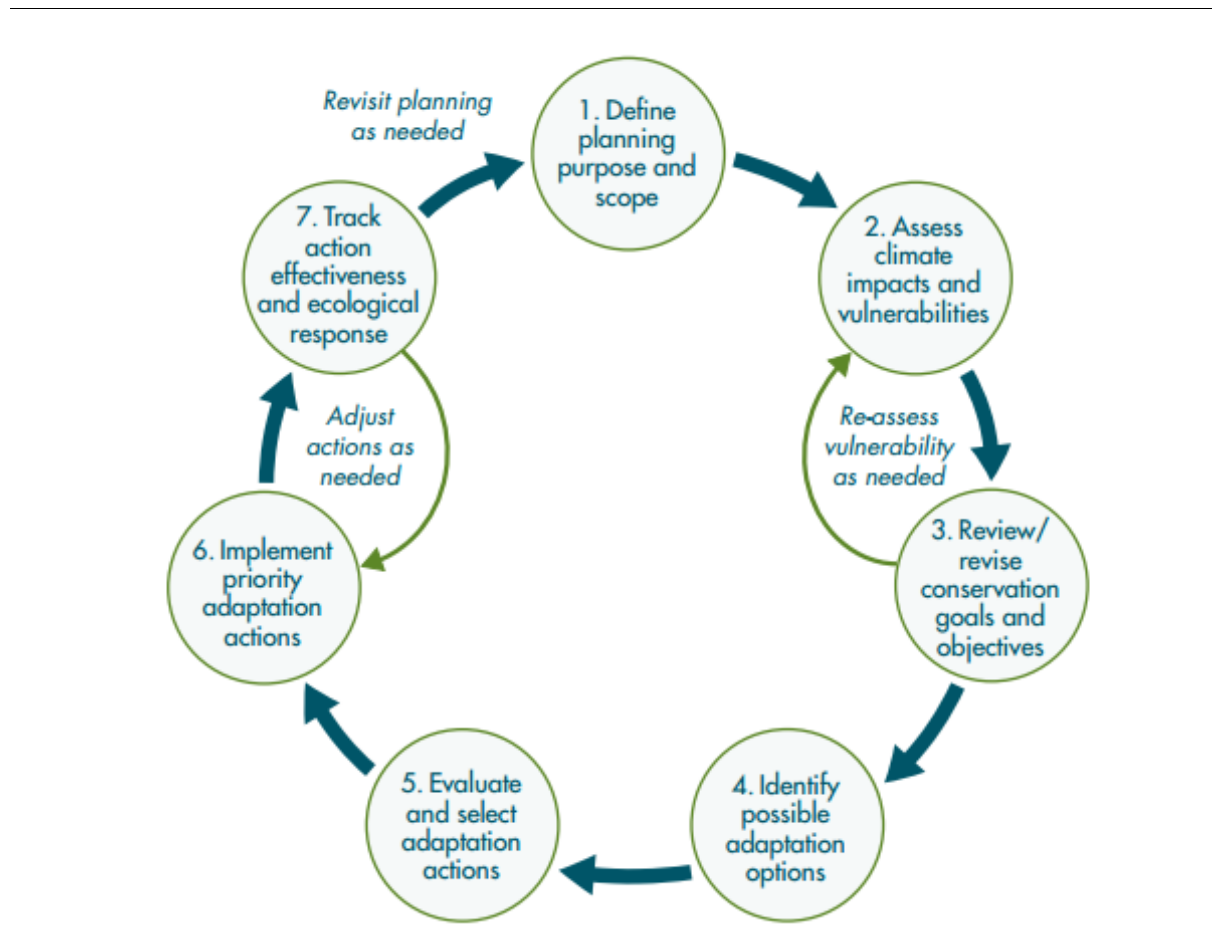 1. Define
planning
purpose and
scope
2. Assess
climate
impacts and
vulnerabilities
Re-assess
vulnerability
as needed
3. Review/
revise
conservation
goals and
objectives
4. Identify
possible
adaptation
options
5. Evaluate
and select
adaptation
actions
6. Implement
priority
adaptation
actions
Adjust
actions as
needed
7. Track
action
effectiveness
and ecological
response
Revisit planning
as needed